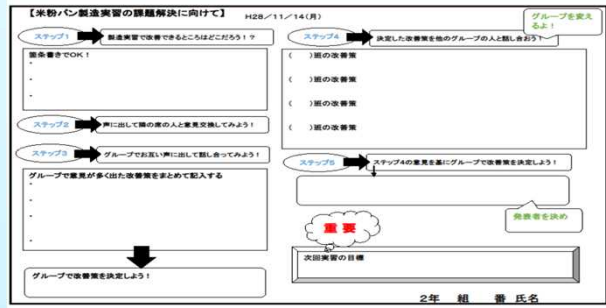 【米粉パン製造実習の課題解決に向けて】 H28／11／14(月)
ステップ1
製造実習で改善できるところはどこだろう！？
箇条書きでOK！
・
・
・
ステップ2
声に出して隣の席の人と意見交換してみよう！
ステップ3
グループでお互い声に出して話し合ってみよう！
グループで意見が多く出た改善策をまとめて記入する
・
・
・
・
グループで改善策を決定しよう！
グループを変えるよ！
ステップ4
決定した改善策を他のグループの人と話し合おう！
(　　)班の改善策
(　　)班の改善策
(　　)班の改善策
(　　)班の改善策
ステップ5
ステップ4の意見を基にグループで改善策を決定しよう！
発表者を決め
重要
次回実習の目標
2年　組　番 氏名